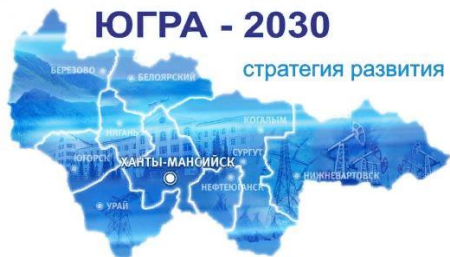 ЮГРА - 2030
стратегия развития
БЕРЕЗОВО
БЕЛОЯРСКИЙ
КОГАЛЫМ
НЯГАНЬ
СУРГУТ
ЮГОРСК
ХАНТЫ-МАНСИЙСК
НИЖНЕВАРТОВСК
НЕФТЕЮГАНСК
УРАЙ